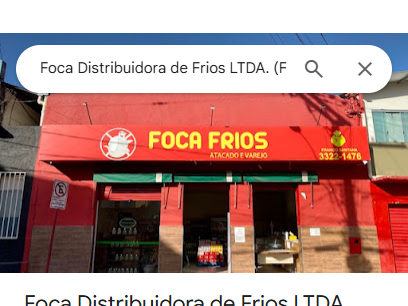 Foca Distribuidora de Frios LTDA. (F
FOCA FRIOS
ATACADO E VAREJO
3322-1476
Foca Distribuidora de Frios LTDA